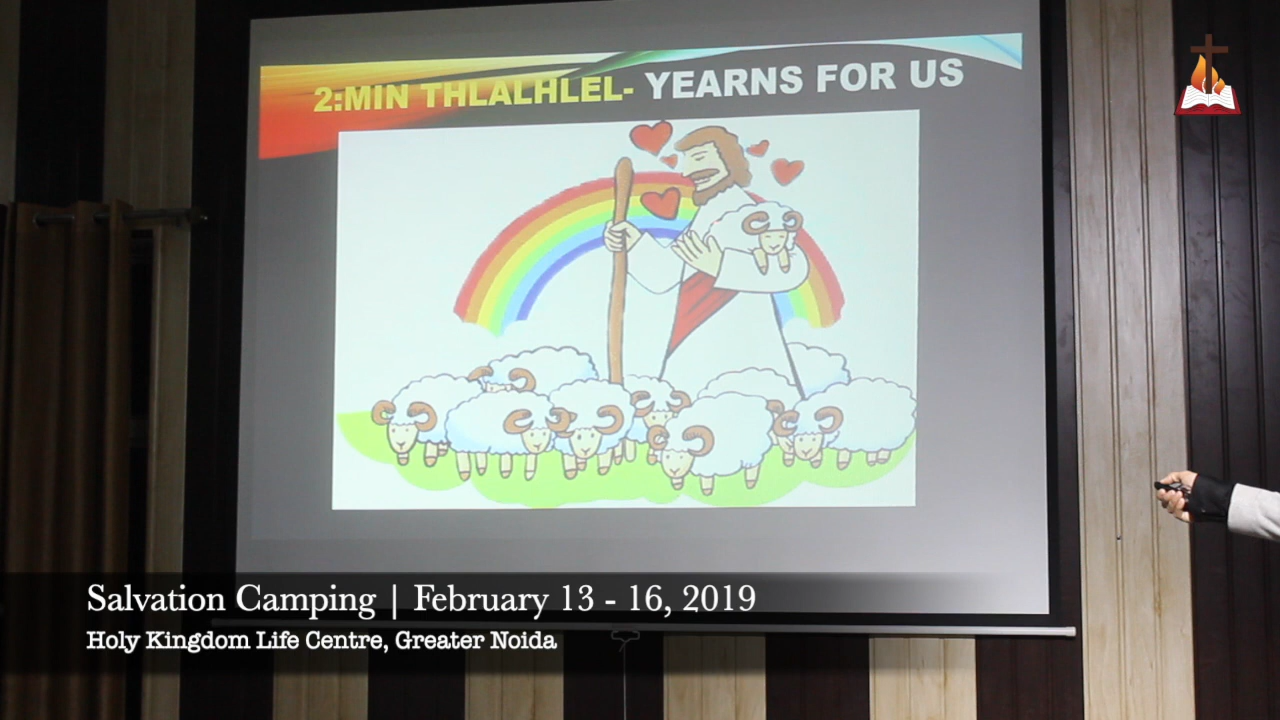 2:MIN THLALHLEL- YEARNS FOR US
Salvation Camping | February 13 - 16, 2019
Holy Kingdom Life Centre, Greater Noida